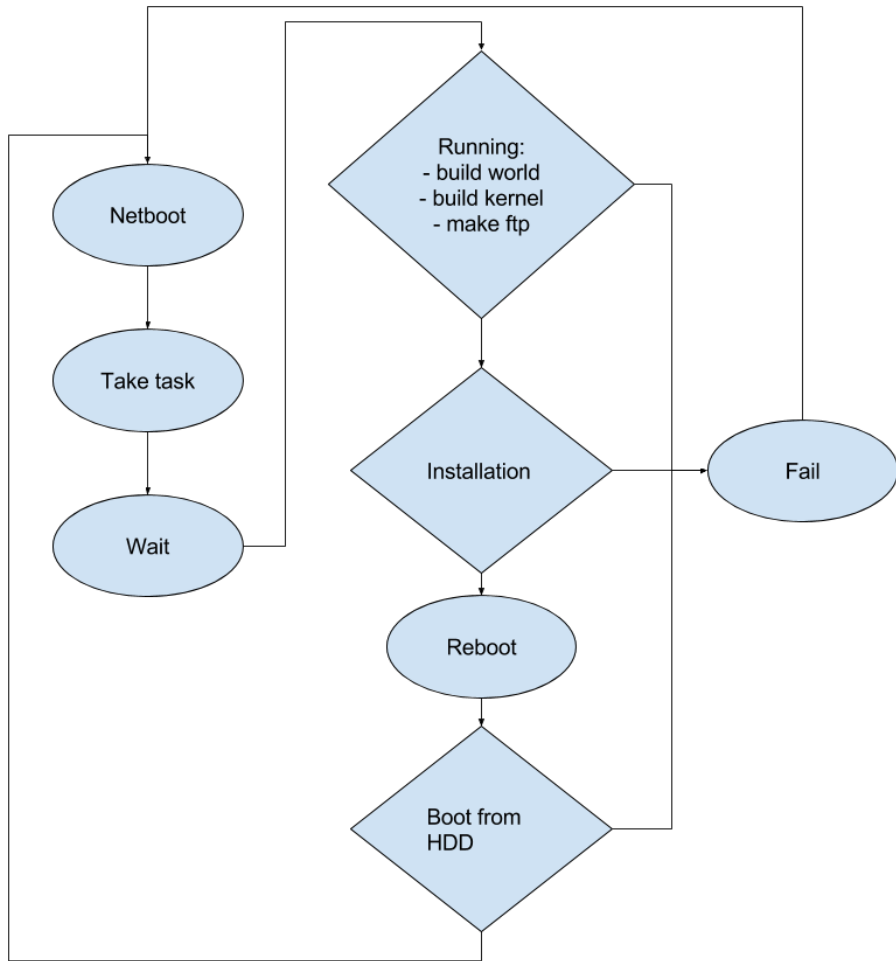 Netboot
Take task
Wait
Running:
- build world
- build kernel
- make ftp
Installation
Fail
Reboot
Boot from
HDD